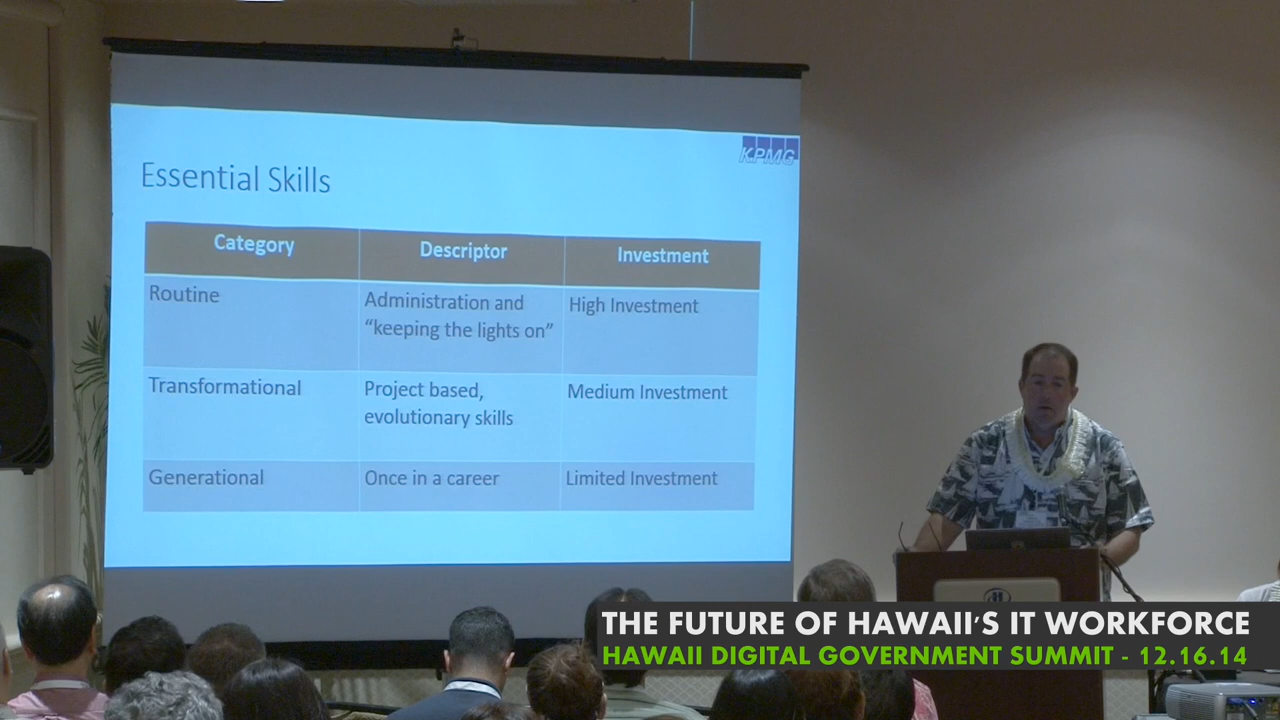 KPMG
Essential Skills
Category Descriptor Investment
Routine Administration and High Investment
“keeping the lights on”
Transformational Project based, Medium Investment
evolutionary skills
Generational Once in a career Limited Investment
THE FUTURE OF HAWAII'S IT WORKFORCE
HAWAII DIGITAL GOVERNMENT SUMMIT - 12.16.14